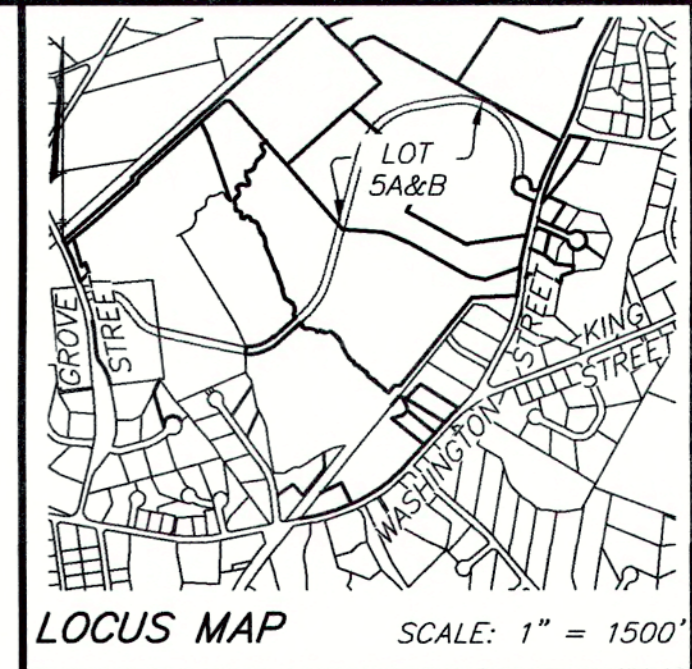 LOT
5A&B
GROVE
STREET
WASHINGTON STREET
KING
STREET
LOCUS MAP
SCALE: 1" = 1500'